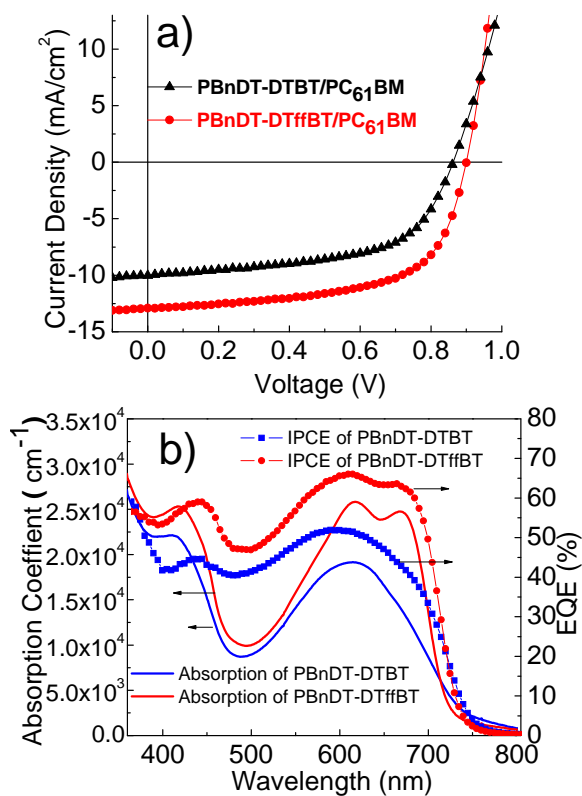 a)
PBnDT-DTBT/PC61BM
PBnDT-DTffBT/PC61BM
Current Density (mA/cm2)
10
5
0
-5
-10
-15
0.0 0.2 0.4 0.6 0.8 1.0
Voltage (V)
b)
IPCE of PBnDT-DTBT
IPCE of PBnDT-DTffBT
Absorption Coeffient ( cm-1)
3.5x104
3.0x104
2.5x104
2.0x104
1.5x104
1.0x104
5.0x103
0.0
80
70
60
50
40
30
20
10
0
EQE (%)
Absorption of PBnDT-DTBT
Absorption of PBnDT-DTffBT
400 500 600 700 800
Wavelength (nm)